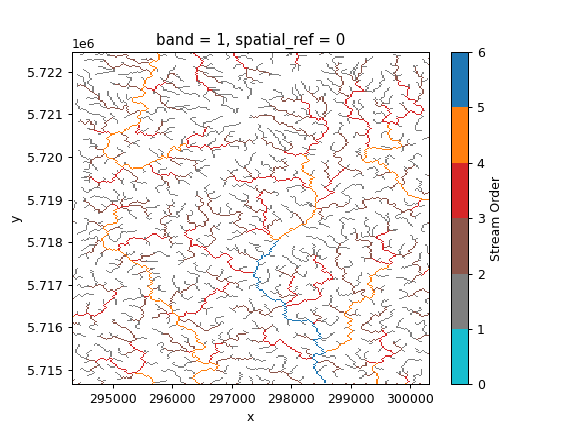 band = 1, spatial_ref = 0
1e6
5.722
5.721
5.720
5.719
5.718
5.717
5.716
5.715
y
295000 296000 297000 298000 299000 300000
x
6
5
4
3
2
1
0
Stream Order